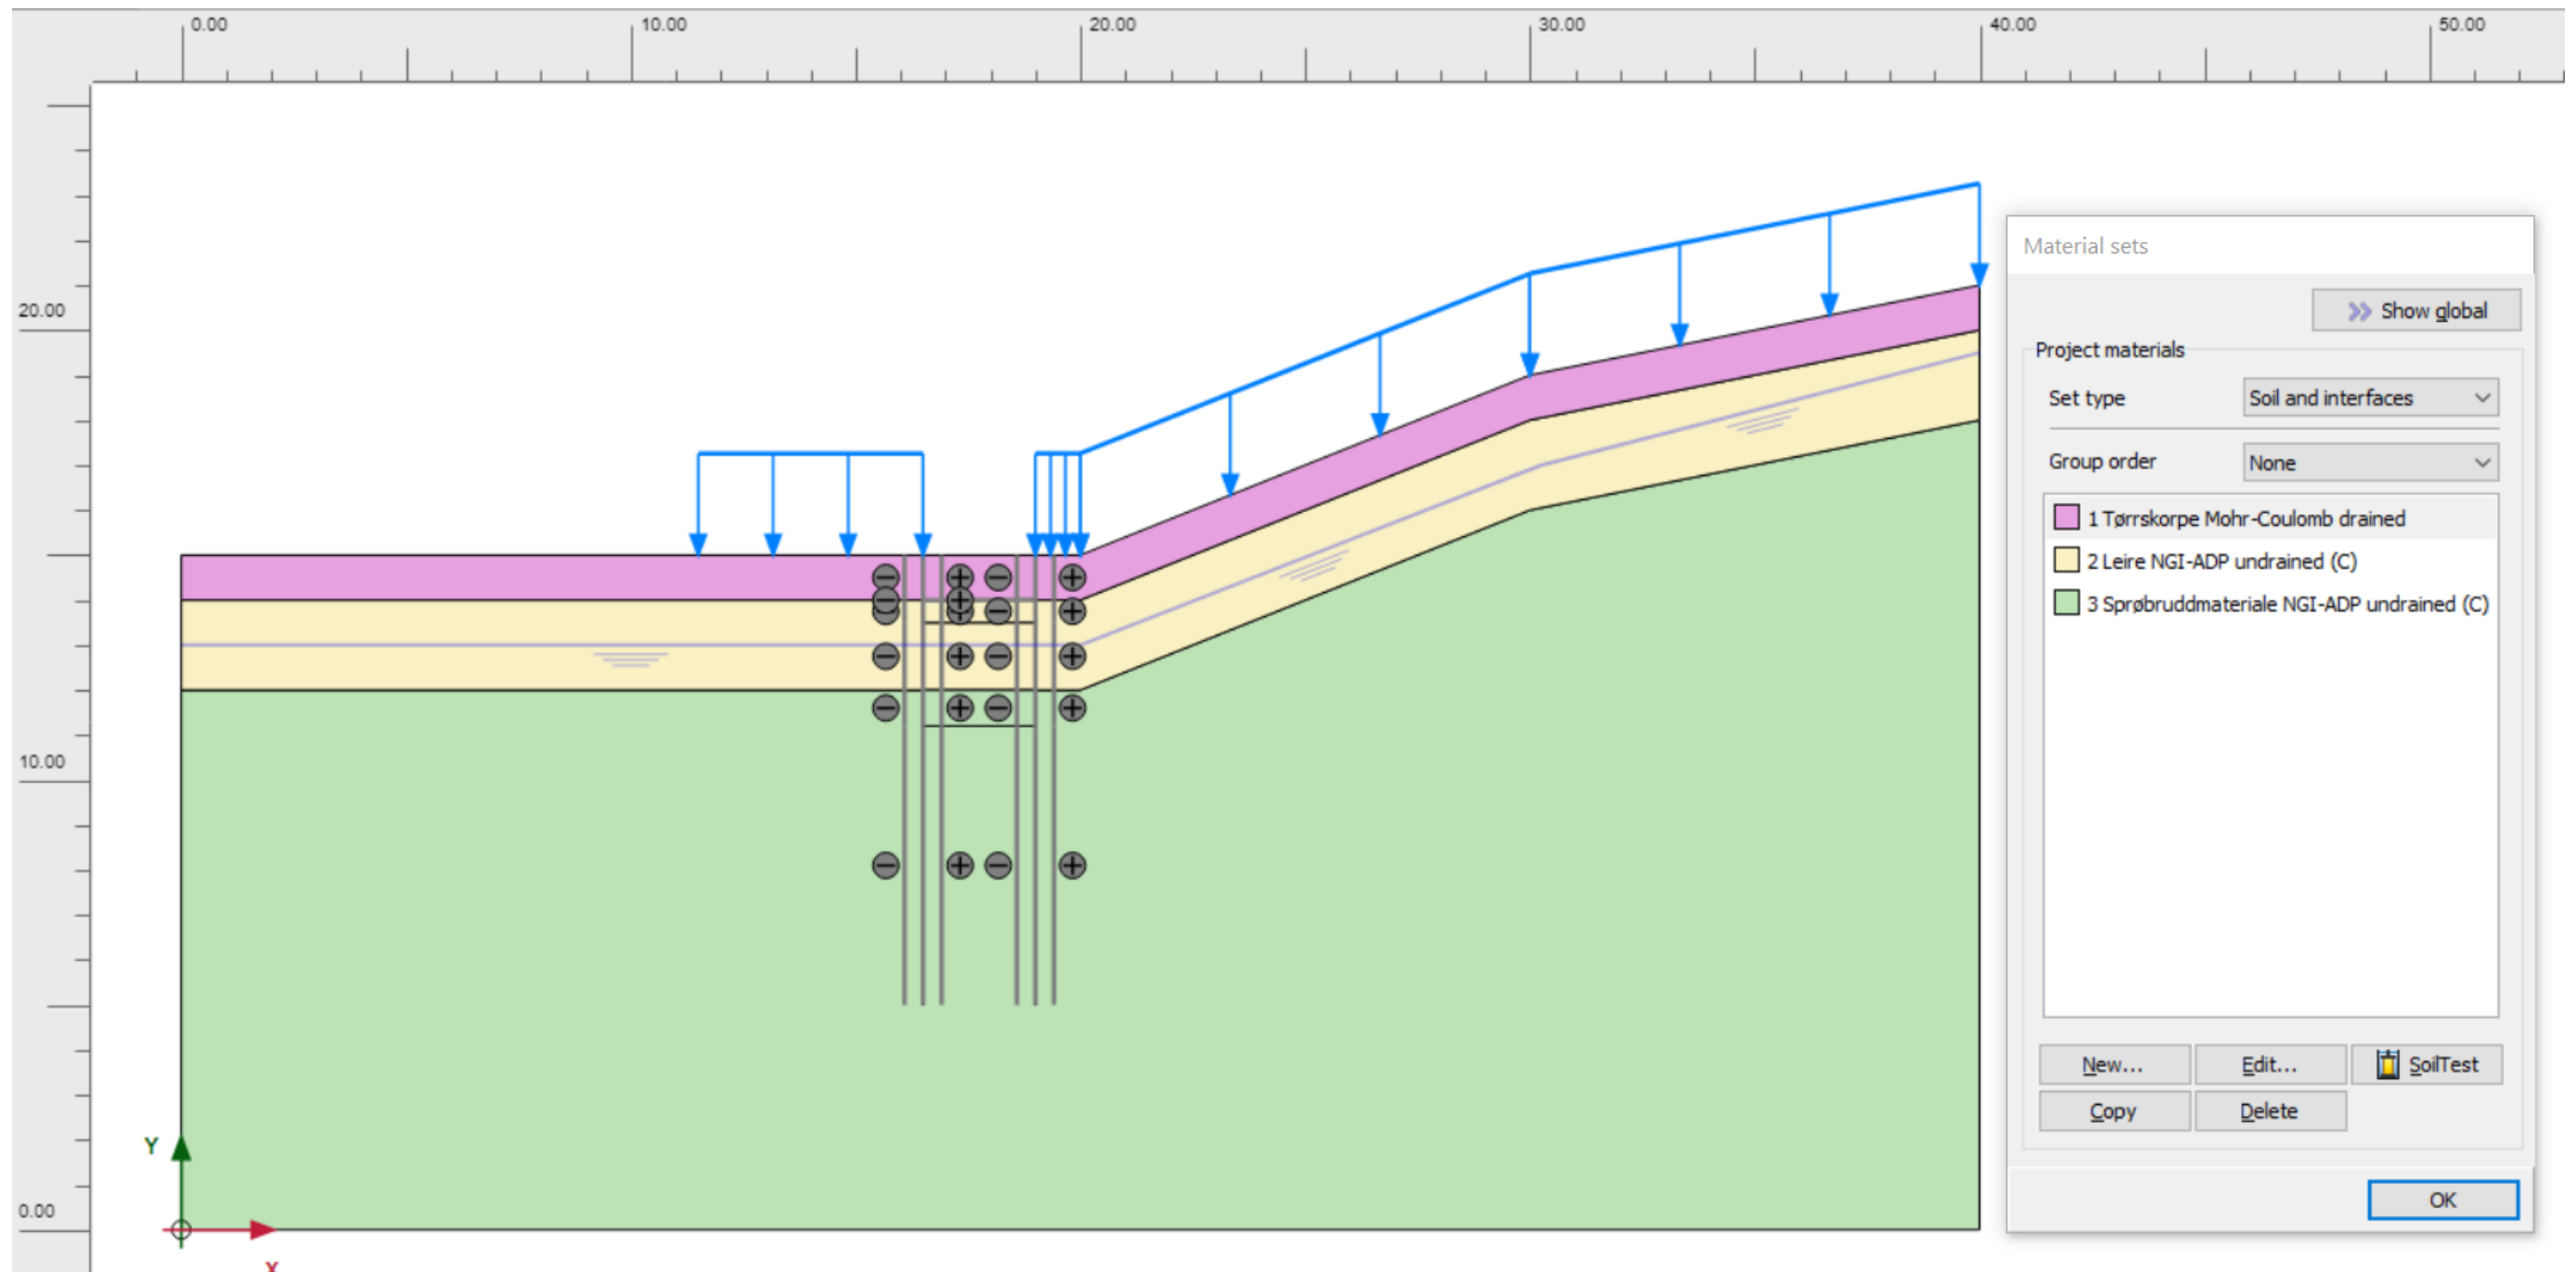 0.00 10.00 20.00 30.00 40.00 50.00
20.00
10.00
0.00
Y
X
Material sets
Show global
Project materials
Set type Soil and interfaces
Group order None
1 Tørrskorpe Mohr-Coulomb drained
2 Leire NGI-ADP undrained (C)
3 Sprøbruddmateriale NGI-ADP undrained (C)
New... Edit... SoilTest
Copy Delete
OK